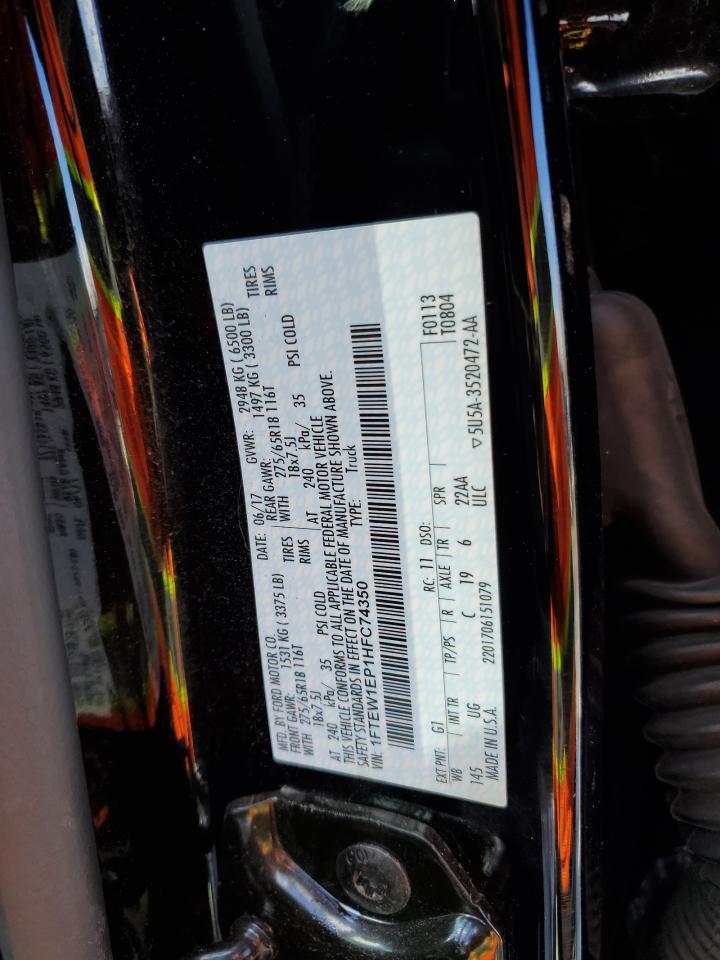 MFD. BY FORD MOTOR CO.
DATE: 06/17 GVWR: 2948 KG ( 6500 LB)
FRONT GAWR: 1531 KG ( 3375 LB) REAR GAWR: 1497 KG ( 3300 LB)
WITH 275/65R18 116T TIRES WITH 275/65R18 116T TIRES
18x7.5J RIMS 18x7.5J RIMS
AT 240 kPa/ 35 PSI COLD AT 240 kPa/ 35 PSI COLD
THIS VEHICLE CONFORMS TO ALL APPLICABLE FEDERAL MOTOR VEHICLE
SAFETY STANDARDS IN EFFECT ON THE DATE OF MANUFACTURE SHOWN ABOVE.
VIN: 1FTEW1EP1HFC74350 TYPE: Truck
EXT PNT: G1 RC: 11 DSO: F0113
WB INT TR TP/PS R AXLE TR SPR T0804
145 UG C 19 6 22AA
ULC
2201706151079
MADE IN U.S.A. ▽5U5A-3520472-AA